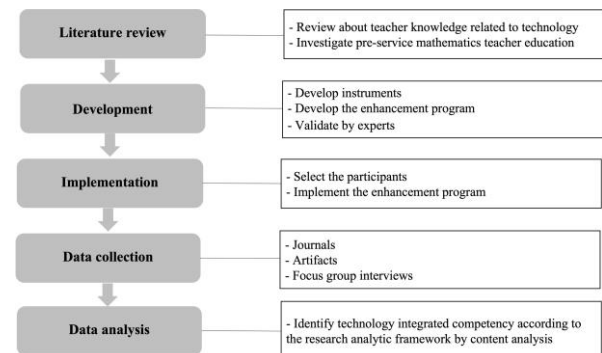 Literature review
- Review about teacher knowledge related to technology
- Investigate pre-service mathematics teacher education
Development
- Develop instruments
- Develop the enhancement program
- Validate by experts
Implementation
- Select the participants
- Implement the enhancement program
Data collection
- Journals
- Artifacts
- Focus group interviews
Data analysis
- Identify technology integrated competency according to
the research analytic framework by content analysis